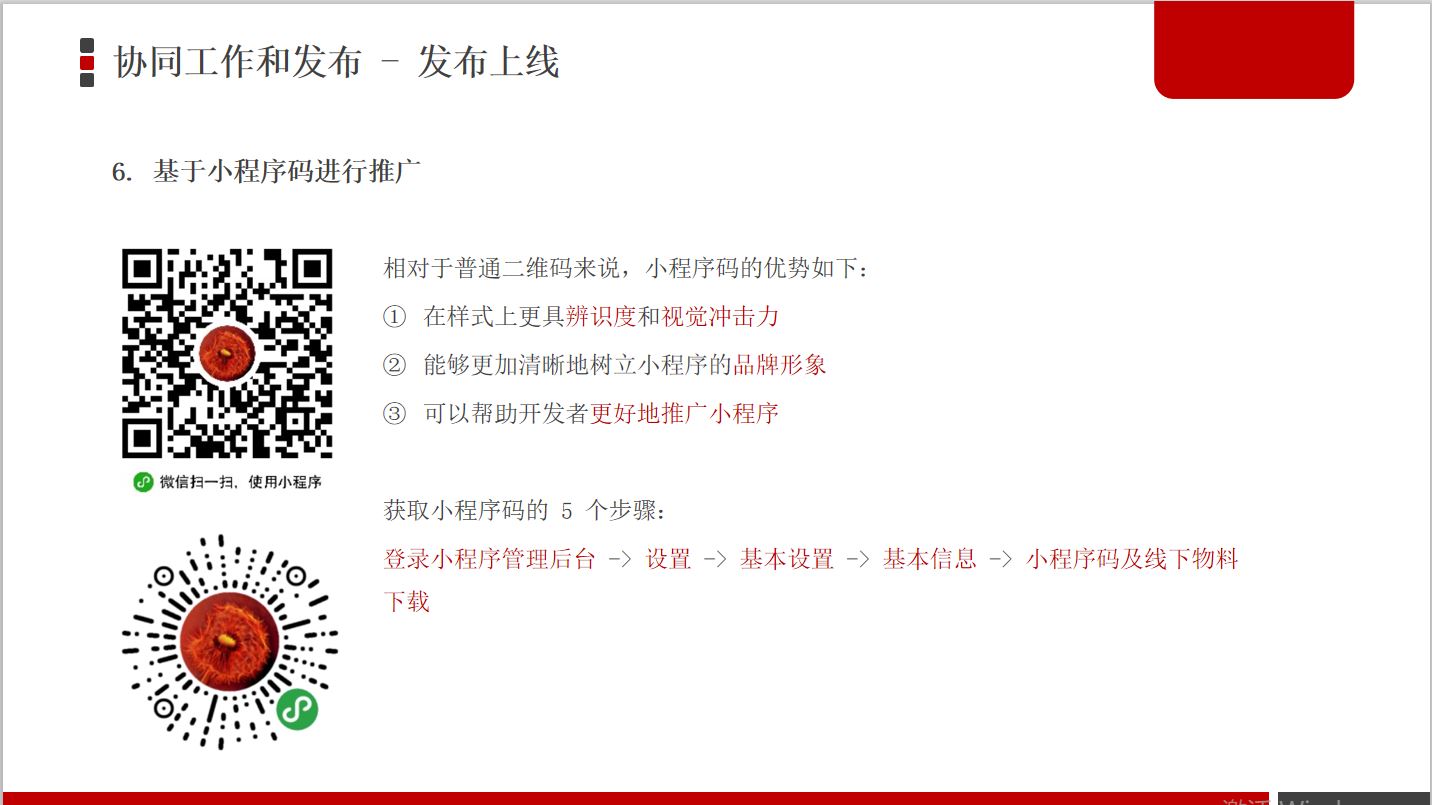 协同工作和发布 - 发布上线
6. 基于小程序码进行推广
相对于普通二维码来说，小程序码的优势如下：
① 在样式上更具辨识度和视觉冲击力
② 能够更加清晰地树立小程序的品牌形象
③ 可以帮助开发者更好地推广小程序
微信扫一扫，使用小程序
获取小程序码的 5 个步骤：
登录小程序管理后台 -> 设置 -> 基本设置 -> 基本信息 -> 小程序码及线下物料
下载